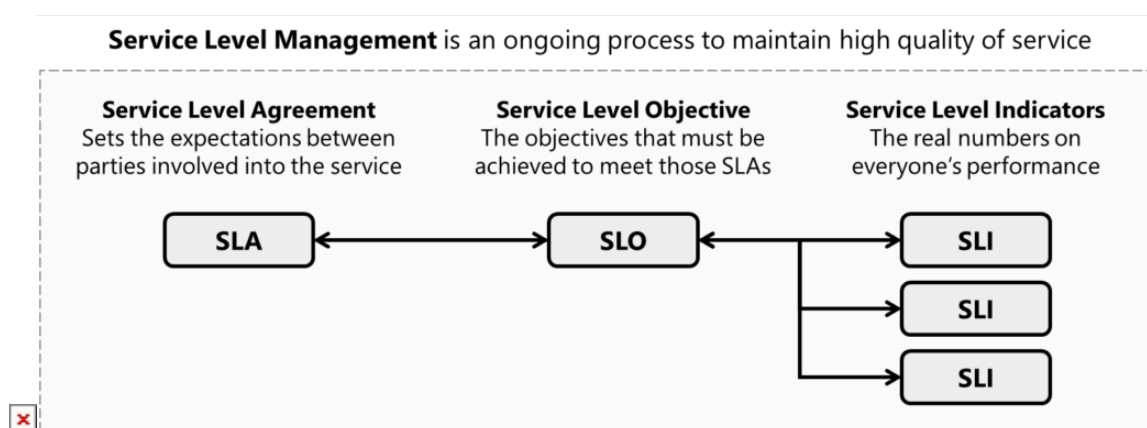 Service Level Management is an ongoing process to maintain high quality of service
Service Level Agreement
Sets the expectations between
parties involved into the service
Service Level Objective
The objectives that must be
achieved to meet those SLAs
Service Level Indicators
The real numbers on
everyone's performance
SLA
SLO
SLI
SLI
SLI